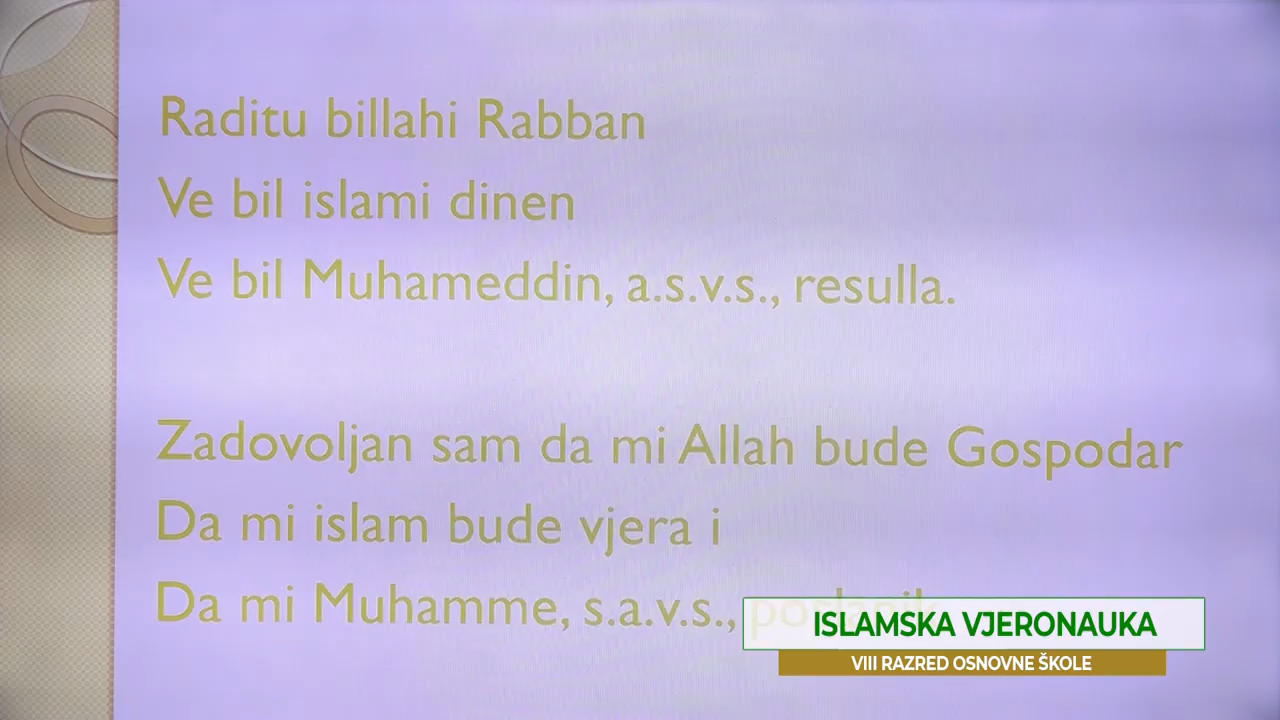 Raditu billahi Rabban
Ve bil islami dinen
Ve bil Muhameddin, a.s.v.s., resulla.
Zadovoljan sam da mi Allah bude Gospodar
Da mi islam bude vjera i
Da mi Muhamme, s.a.v.s., poslanik
ISLAMSKA VJERONAUKA
VIII RAZRED OSNOVNE ŠKOLE